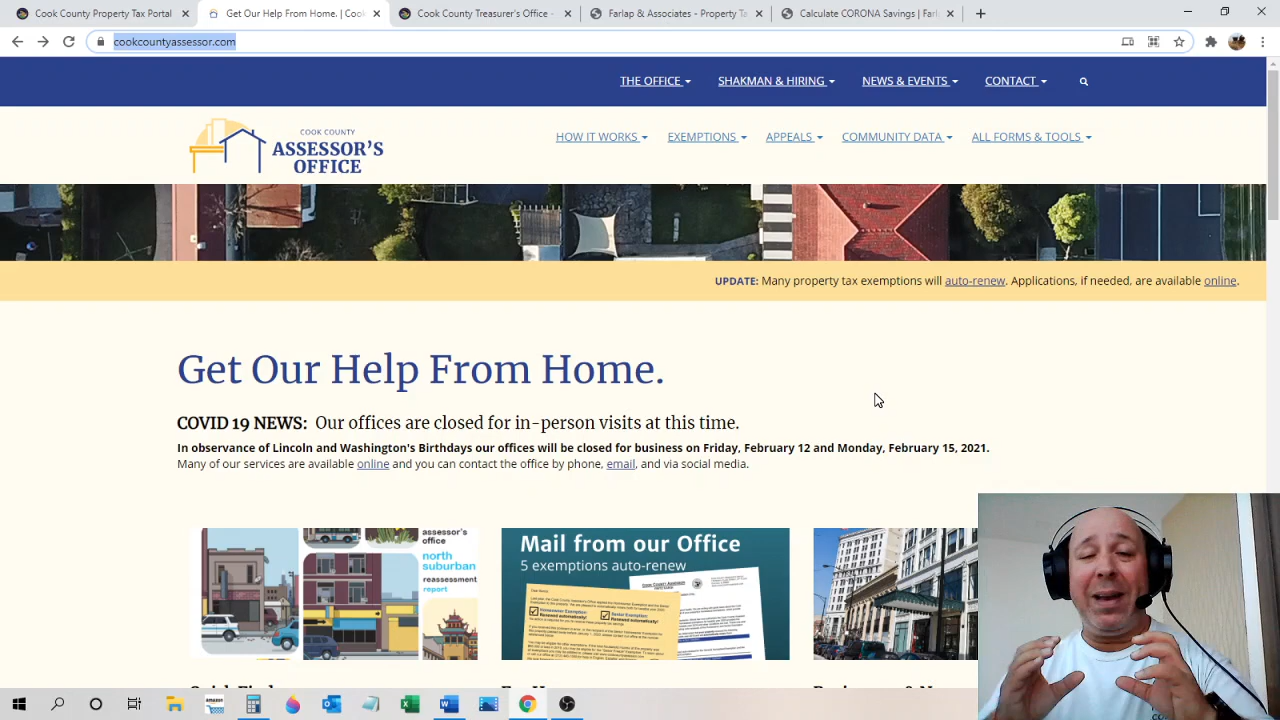 Cook County Property Tax Portal
Get Our Help From Home. | Cook
Cook County Treasurer's Office -
Farlap & Associates - Property Ta
Calculate CORONA Savings | Farl
cookcountyassessor.com
THE OFFICE
SHAKMAN & HIRING
NEWS & EVENTS
CONTACT
COOK COUNTY
ASSESSOR'S
OFFICE
HOW IT WORKS
EXEMPTIONS
APPEALS
COMMUNITY DATA
ALL FORMS & TOOLS
UPDATE: Many property tax exemptions will auto-renew. Applications, if needed, are available online.
Get Our Help From Home.
COVID 19 NEWS: Our offices are closed for in-person visits at this time.
In observance of Lincoln and Washington's Birthdays our offices will be closed for business on Friday, February 12 and Monday, February 15, 2021.
Many of our services are available online and you can contact the office by phone, email, and via social media.
assessor's
office
north
suburban
reassessment
report
Mail from our Office
5 exemptions auto-renew